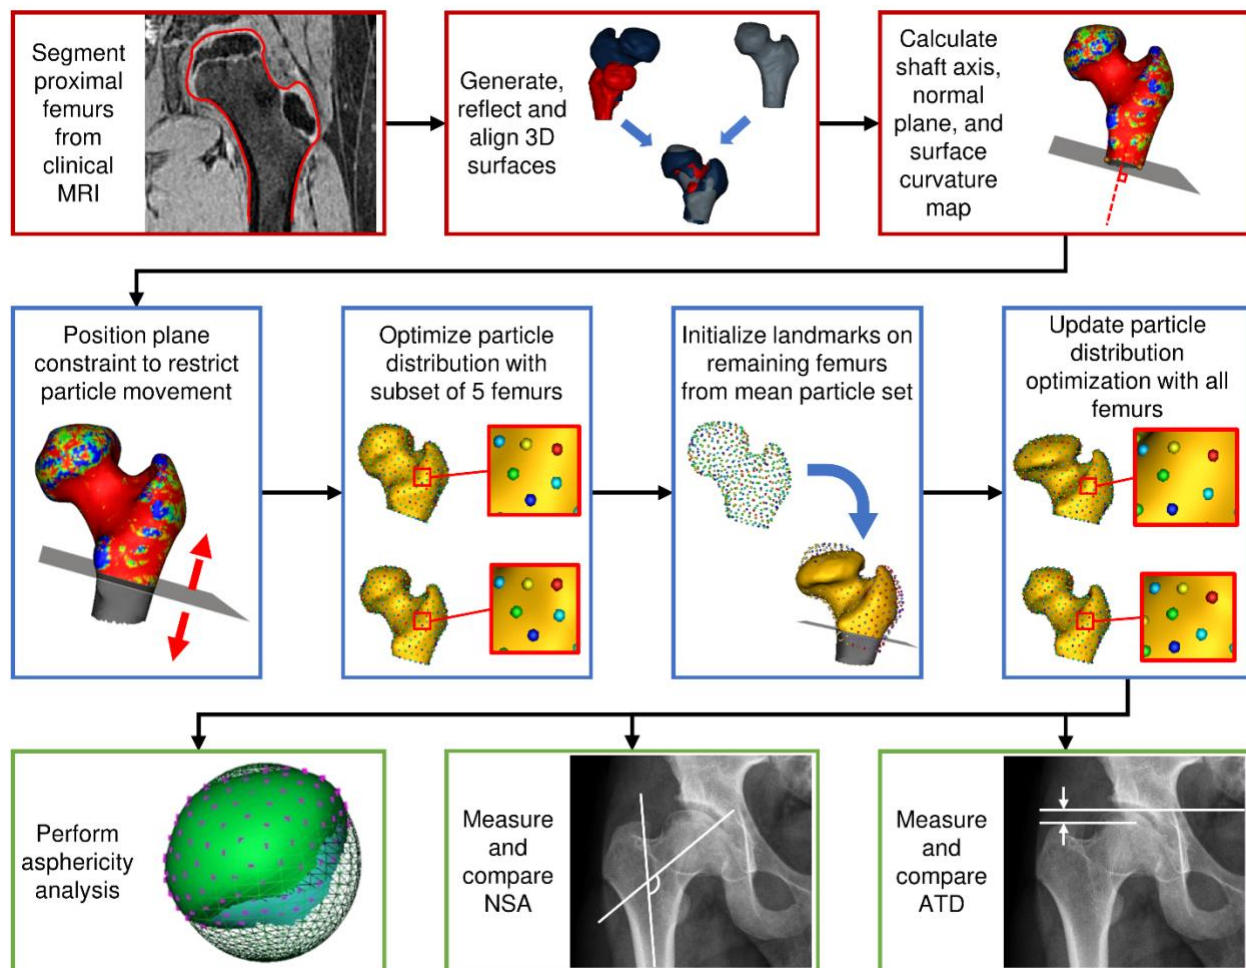 Segment
proximal
femurs
from
clinical
MRI
Generate,
reflect and
align 3D
surfaces
Calculate
shaft axis,
normal
plane, and
surface
curvature
map
Position plane
constraint to restrict
particle movement
Optimize particle
distribution with
subset of 5 femurs
Initialize landmarks on
remaining femurs
from mean particle set
Update particle
distribution
optimization with all
femurs
Perform
asphericity
analysis
Measure
and
compare
NSA
Measure
and
compare
ATD